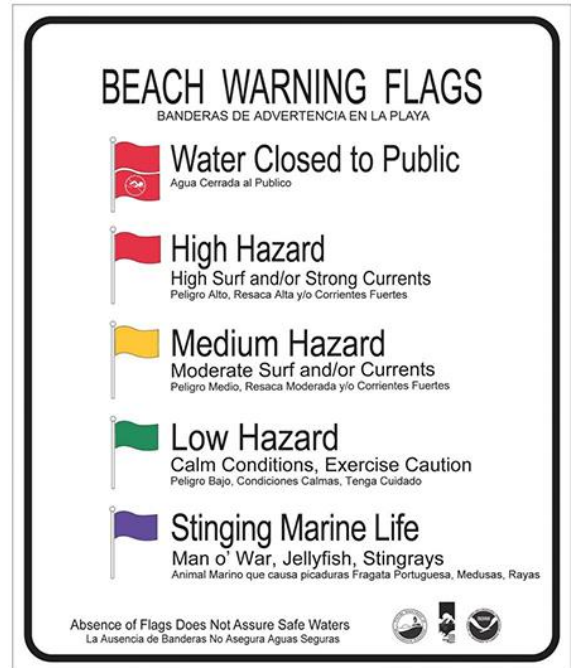 BEACH WARNING FLAGS
BANDERAS DE ADVERTENCIA EN LA PLAYA
Water Closed to Public
Agua Cerrada al Publico
High Hazard
High Surf and/or Strong Currents
Peligro Alto, Resaca Alta y/o Corrientes Fuertes
Medium Hazard
Moderate Surf and/or Currents
Peligro Medio, Resaca Moderada y/o Corrientes Fuertes
Low Hazard
Calm Conditions, Exercise Caution
Peligro Bajo, Condiciones Calmas, Tenga Cuidado
Stinging Marine Life
Man o' War, Jellyfish, Stingrays
Animal Marino que causa picaduras Fragata Portuguesa, Medusas, Rayas
Absence of Flags Does Not Assure Safe Waters
La Ausencia de Banderas No Asegura Aguas Seguras